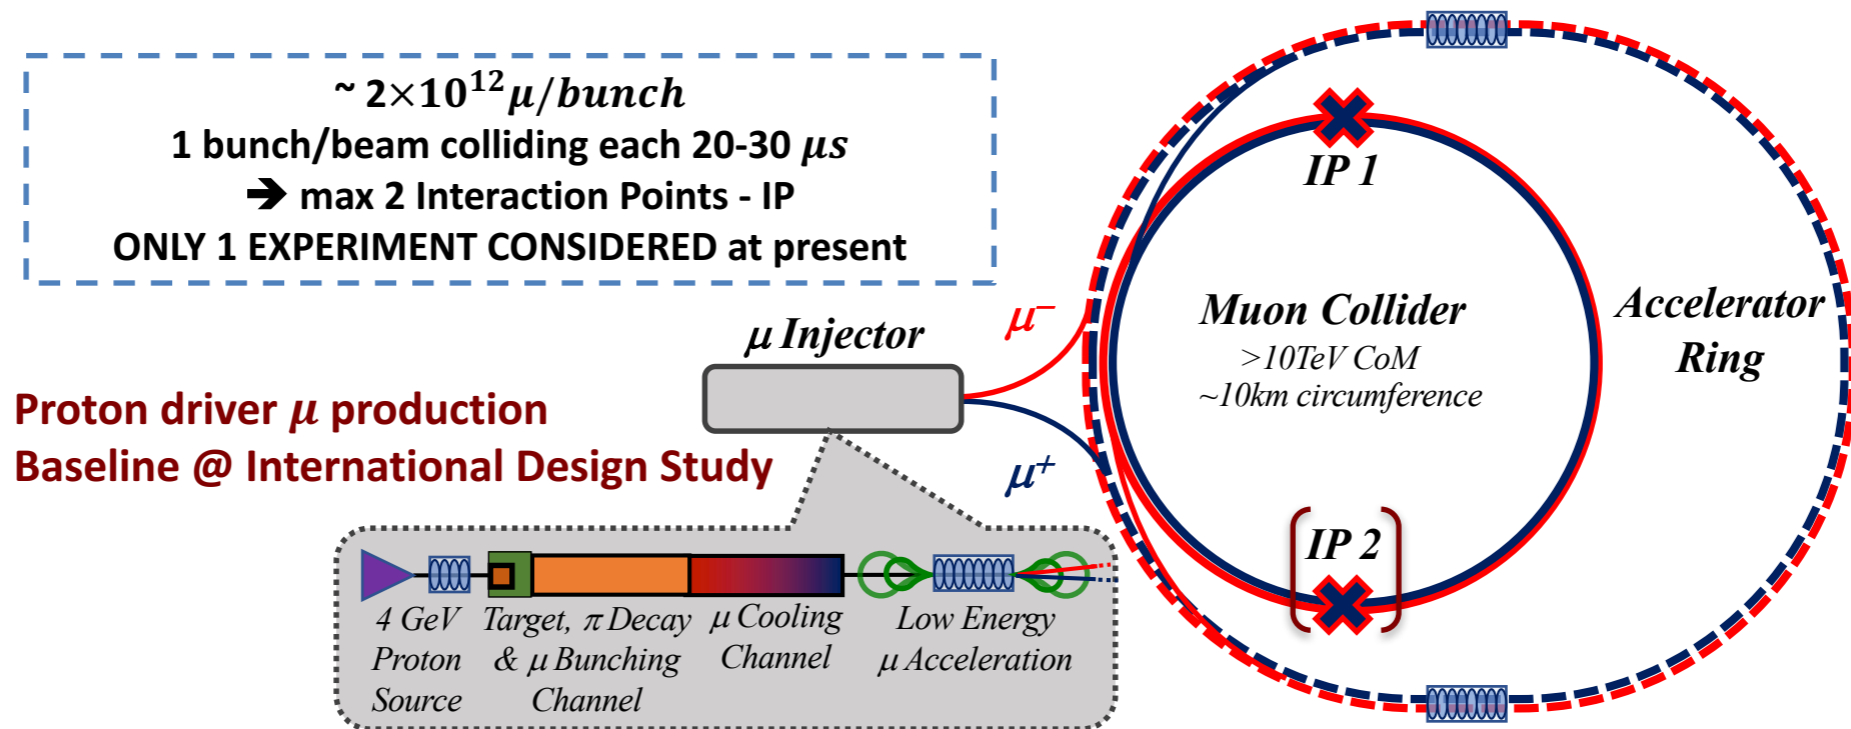 ~ 2×10¹²μ/bunch
1 bunch/beam colliding each 20-30 μs
➔ max 2 Interaction Points - IP
ONLY 1 EXPERIMENT CONSIDERED at present
μ Injector
μ⁻
μ⁺
Proton driver μ production
Baseline @ International Design Study
4 GeV
Proton
Source
Target, π Decay
& μ Bunching
Channel
μ Cooling
Channel
Low Energy
μ Acceleration
IP 1
Muon Collider
>10TeV CoM
~10km circumference
IP 2
Accelerator
Ring